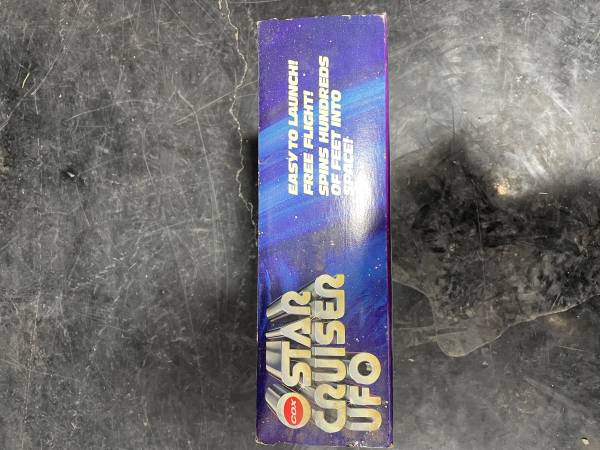 COX
STAR
CRUISER
UFO
EASY TO LAUNCH!
FREE FLIGHT!
SPINS HUNDREDS
OF FEET INTO
SPACE!